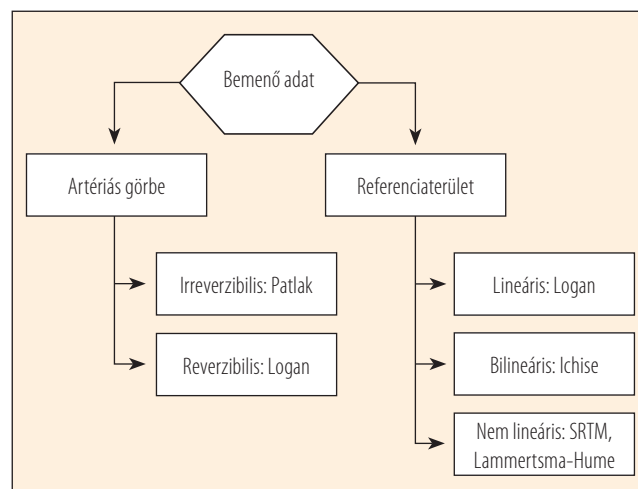 Bemenő adat
Artériás görbe
Referenciaterület
Irreverzibilis: Patlak
Reverzibilis: Logan
Lineáris: Logan
Bilineáris: Ichise
Nem lineáris: SRTM,
Lammertsma-Hume